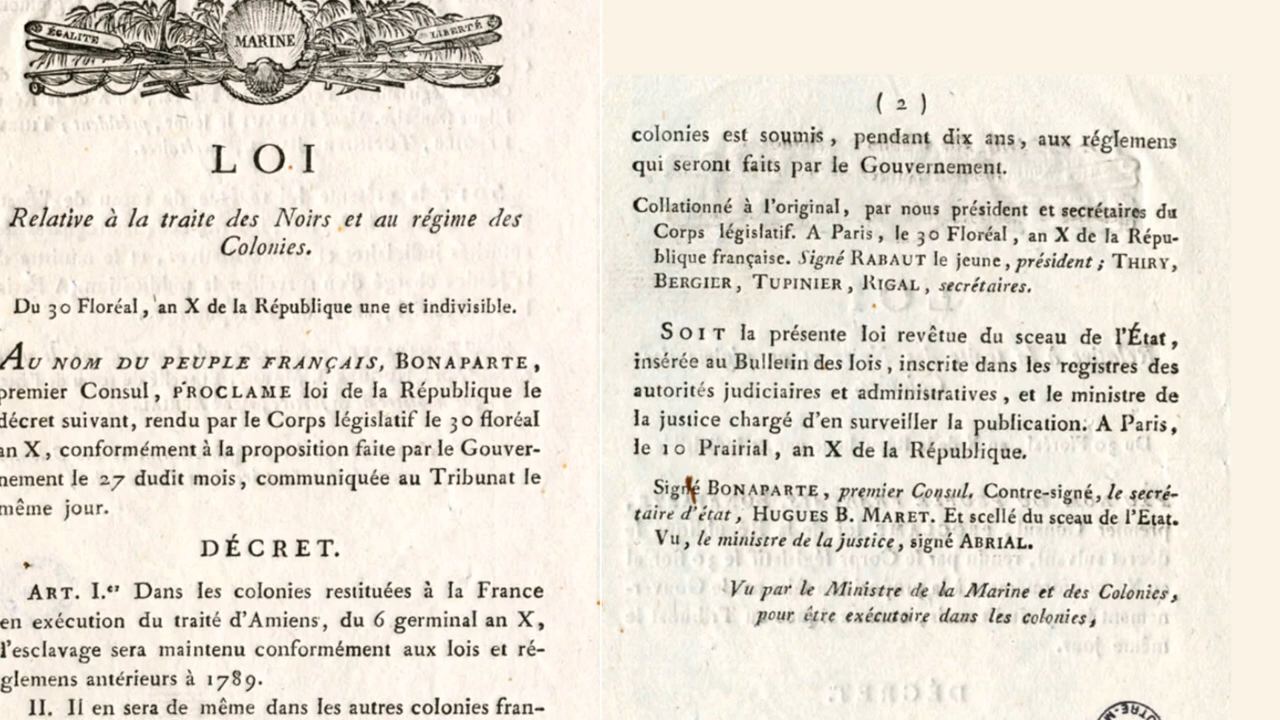 ÉGALITÉ
MARINE
LIBERTÉ
LOI
Relative à la traite des Noirs et au régime des
Colonies.
Du 30 Floréal, an X de la République une et indivisible.
AU NOM DU PEUPLE FRANÇAIS, BONAPARTE,
premier Consul, PROCLAME loi de la République le
décret suivant, rendu par le Corps législatif le 30 floréal
an X, conformément à la proposition faite par le Gouver-
nement le 27 dudit mois, communiquée au Tribunat le
même jour.
DÉCRET.
ART. I.er Dans les colonies restituées à la France
en exécution du traité d'Amiens, du 6 germinal an X,
l'esclavage sera maintenu conformément aux lois et ré-
glemens antérieurs à 1789.
II. Il en sera de même dans les autres colonies fran-
( 2 )
colonies est soumis, pendant dix ans, aux réglemens
qui seront faits par le Gouvernement.
Collationné à l'original, par nous président et secrétaires du
Corps législatif. A Paris, le 30 Floréal, an X de la Répu-
blique française. Signé RABAUT le jeune, président; THIRY,
BERGIER, TUPINIER, RIGAL, secrétaires.
SOIT la présente loi revêtue du sceau de l'État,
insérée au Bulletin des lois, inscrite dans les registres des
autorités judiciaires et administratives, et le ministre de
la justice chargé d'en surveiller la publication. A Paris,
le 10 Prairial, an X de la République.
Signé BONAPARTE, premier Consul. Contre-signé, le secré-
taire d'état, HUGUES B. MARET. Et scellé du sceau de l'Etat.
Vu, le ministre de la justice, signé ABRIAL.
Vu par le Ministre de la Marine et des Colonies,
pour être exécutoire dans les colonies,